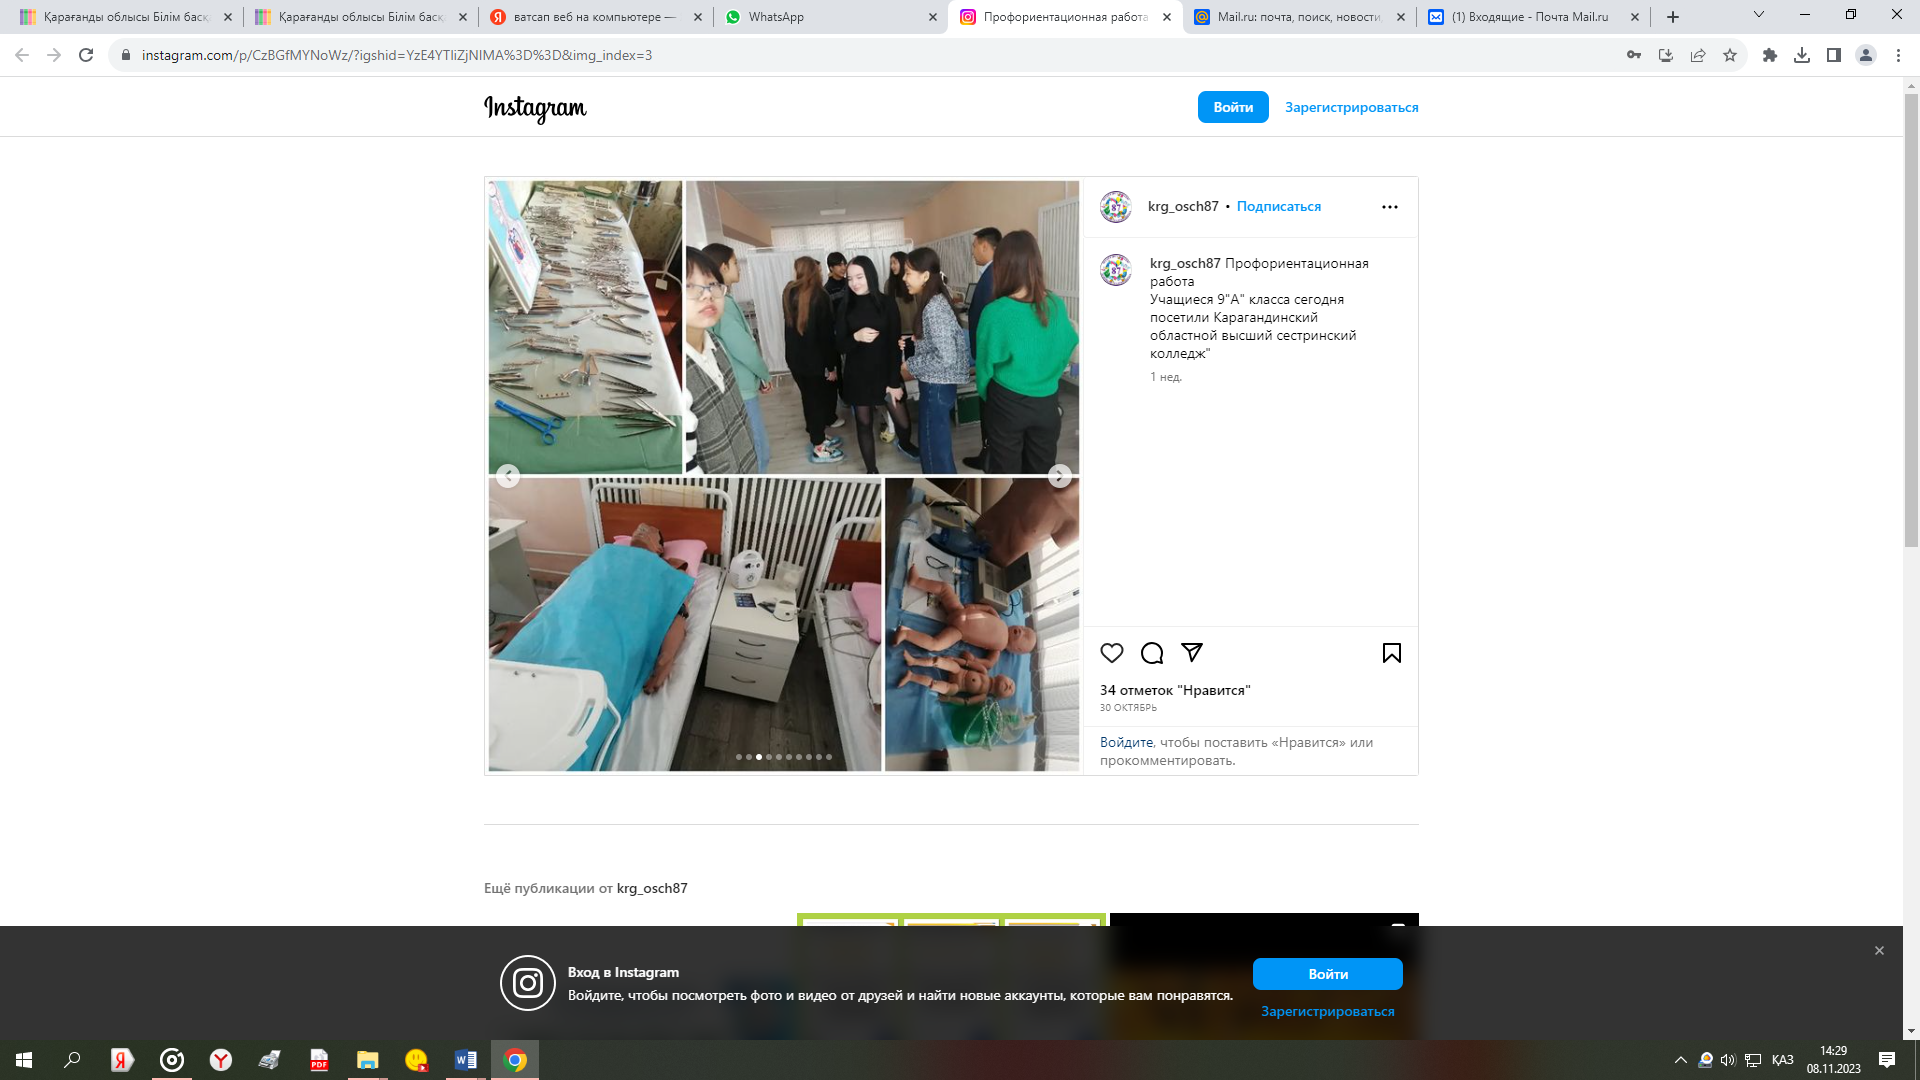 Қарағанды облысы Білім басқ
Қарағанды облысы Білім басқ
ватсап веб на компьютере —
WhatsApp
Профориентационная работа
Mail.ru: почта, поиск, новости,
(1) Входящие - Почта Mail.ru
instagram.com/p/CzBGfMYNoWz/?igshid=YzE4YTIiZjNIMA%3D%3D&img_index=3
Instagram
Войти
Зарегистрироваться
krg_osch87 • Подписаться
krg_osch87 Профориентационная
работа
Учащиеся 9"А" класса сегодня
посетили Карагандинский
областной высший сестринский
колледж"
1 нед.
34 отметок "Нравится"
30 ОКТЯБРЬ
Войдите, чтобы поставить «Нравится» или
прокомментировать.
Ещё публикации от krg_osch87
Вход в Instagram
Войдите, чтобы посмотреть фото и видео от друзей и найти новые аккаунты, которые вам понравятся.
Войти
Зарегистрироваться
ҚАЗ
14:29
08.11.2023